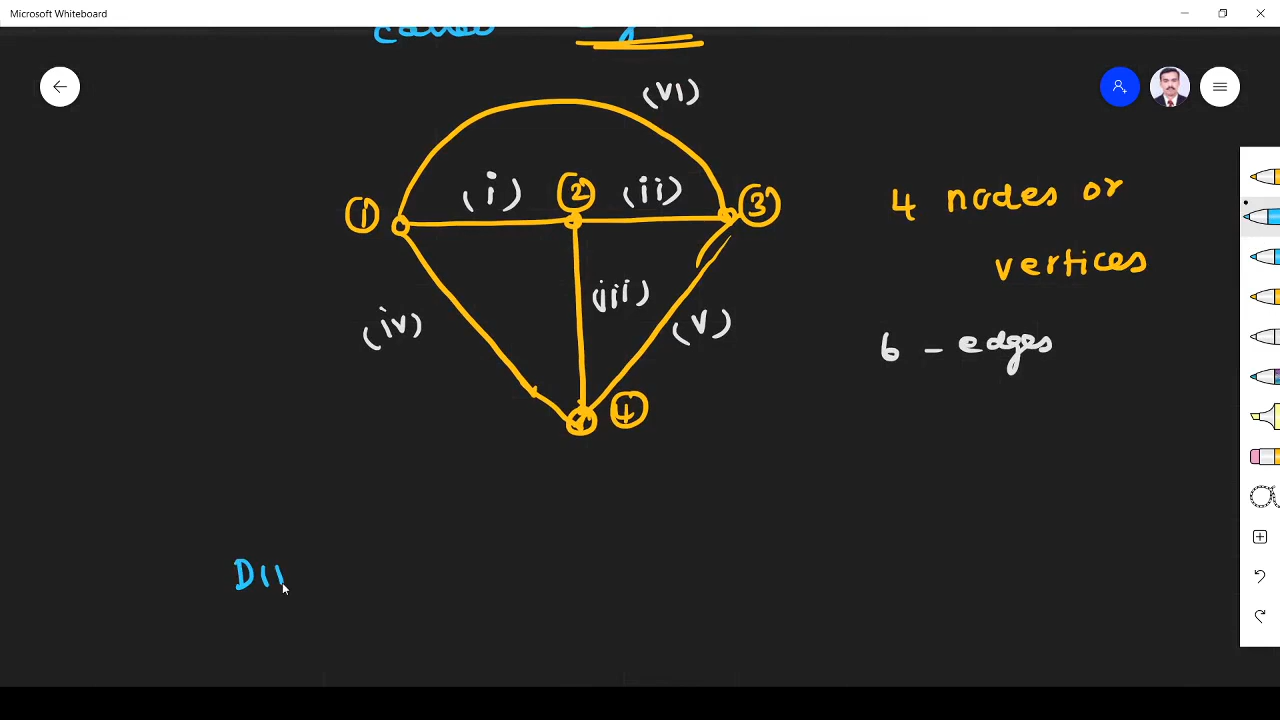 Microsoft Whiteboard
(vi)
(i) ② (ii)
① ③
4 nodes or
vertices
(iii)
(iv) (v)
6 - edges
④